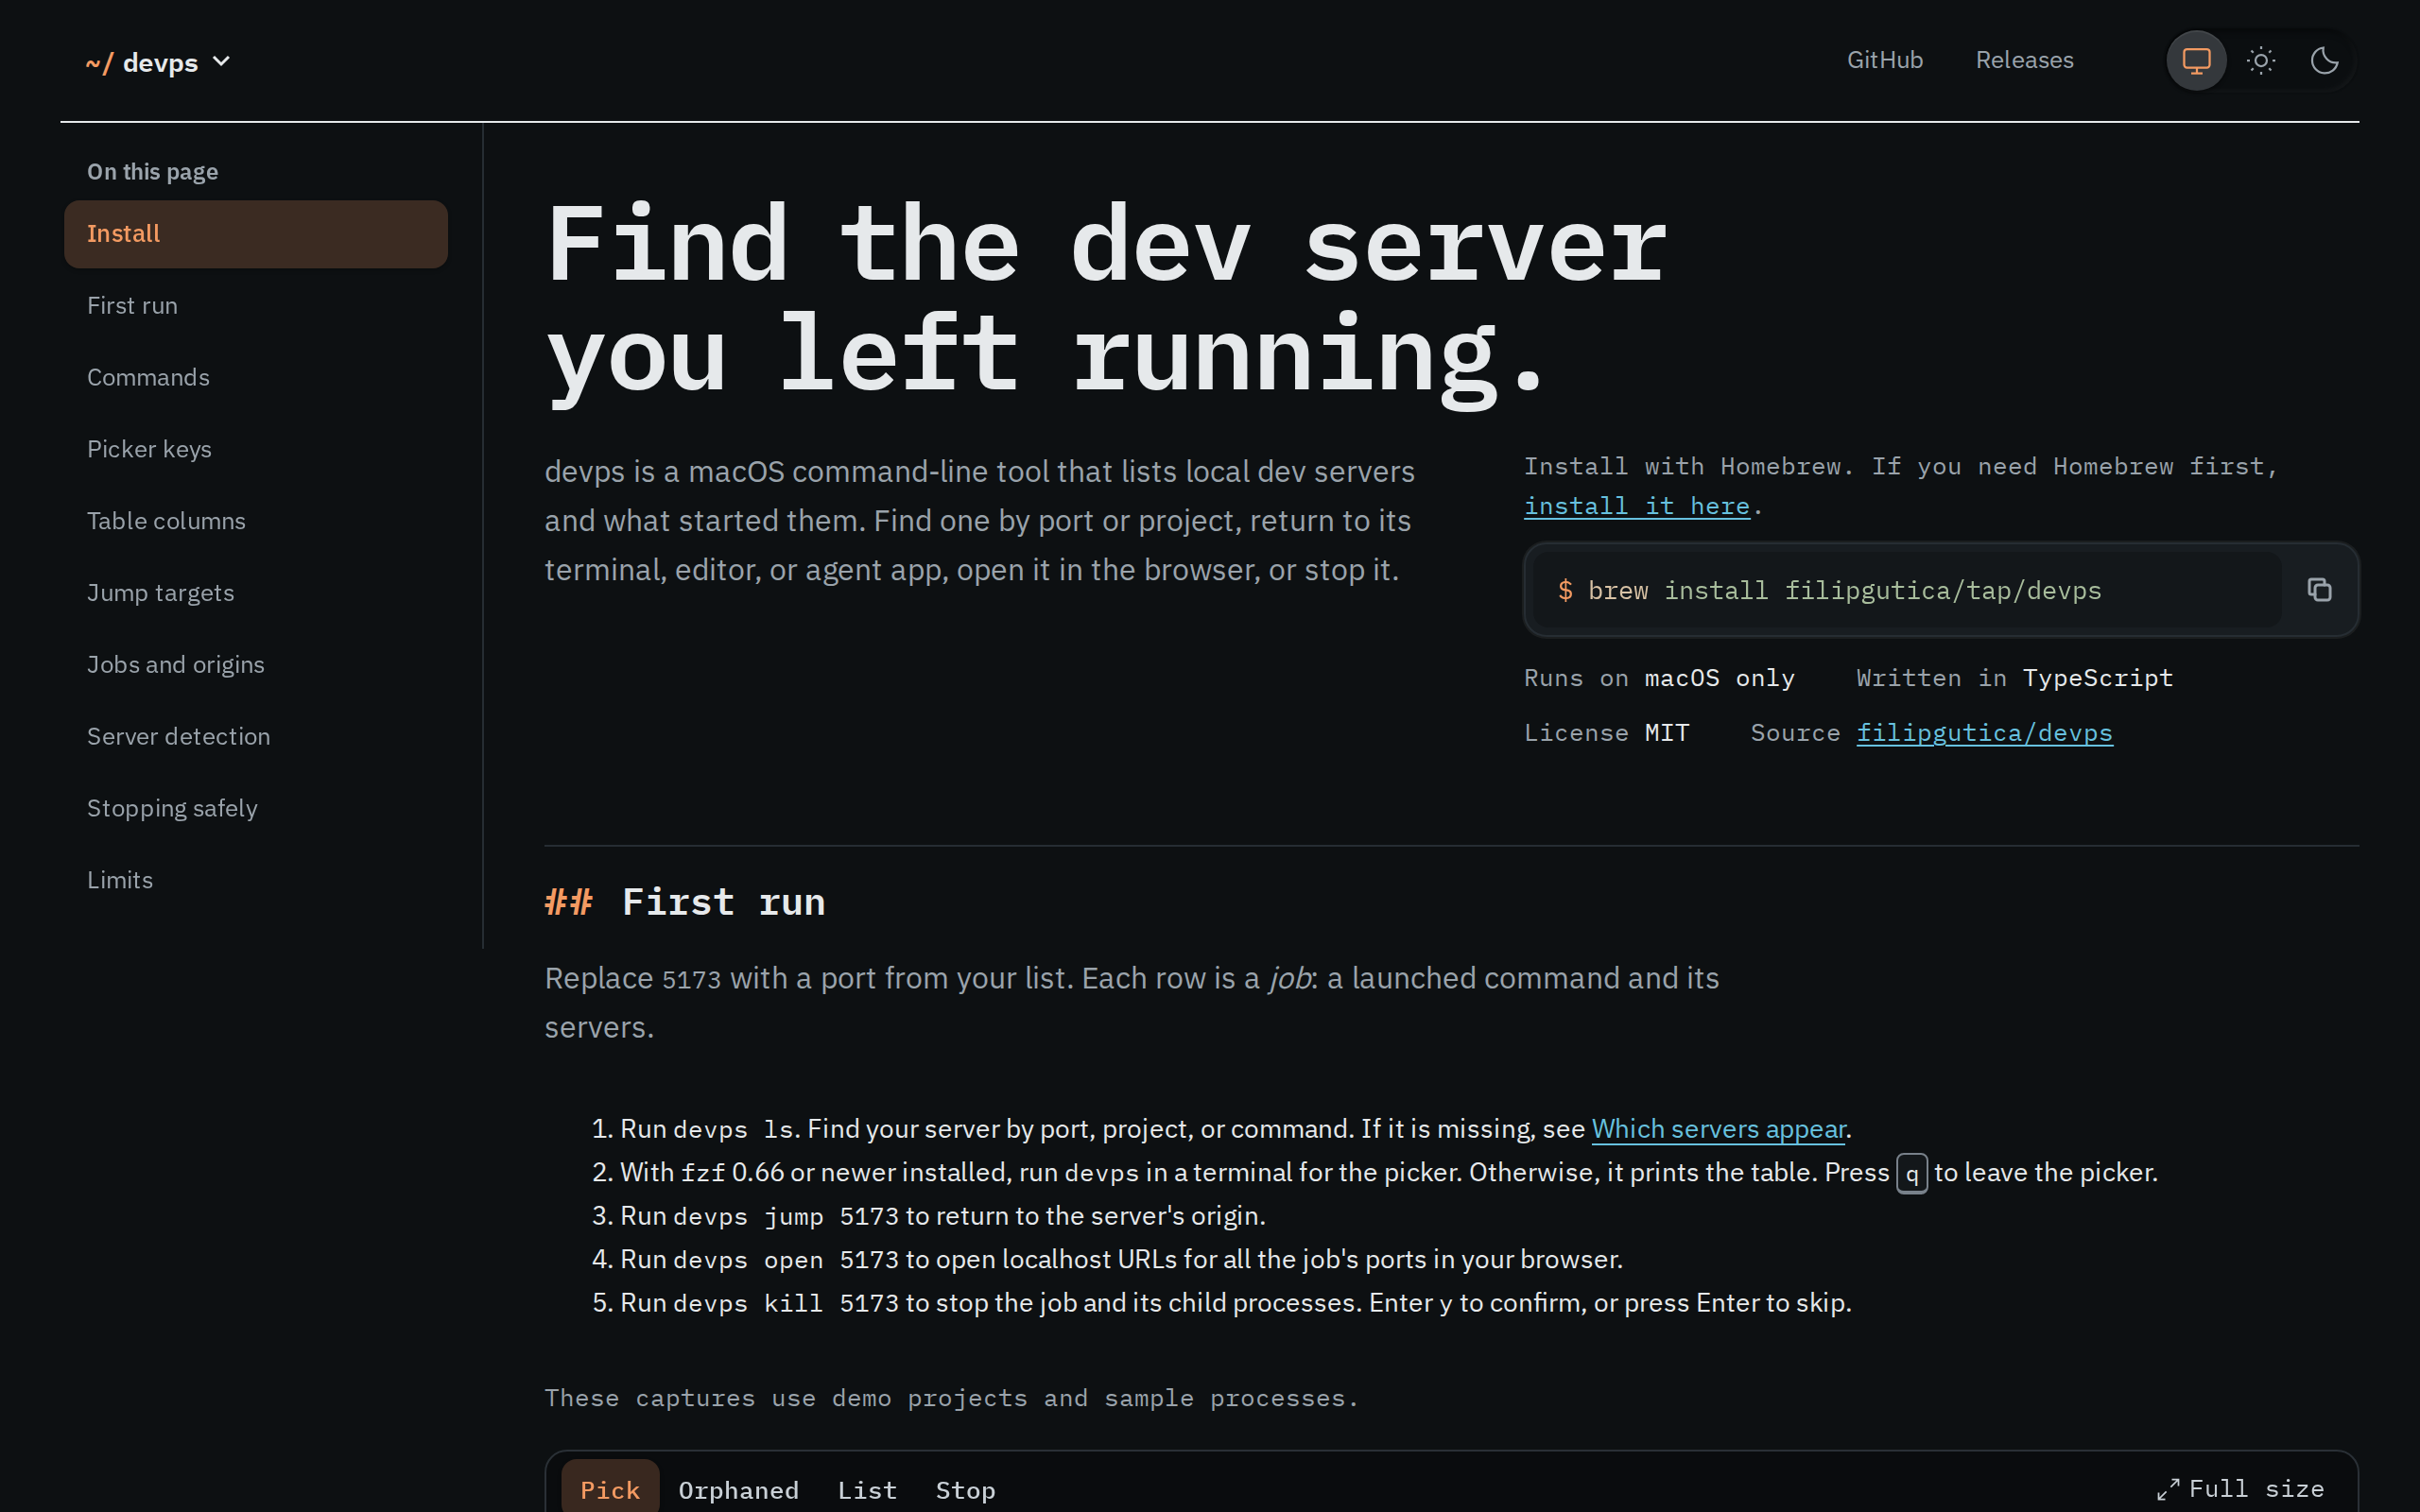 ~/ devps
GitHub
Releases
On this page
Install
First run
Commands
Picker keys
Table columns
Jump targets
Jobs and origins
Server detection
Stopping safely
Limits
Find the dev server
you left running.
devps is a macOS command-line tool that lists local dev servers
and what started them. Find one by port or project, return to its
terminal, editor, or agent app, open it in the browser, or stop it.
Install with Homebrew. If you need Homebrew first,
install it here.
$ brew install filipgutica/tap/devps
Runs on macOS only Written in TypeScript
License MIT Source filipgutica/devps
## First run
Replace 5173 with a port from your list. Each row is a job: a launched command and its
servers.
1. Run devps ls. Find your server by port, project, or command. If it is missing, see Which servers appear.
2. With fzf 0.66 or newer installed, run devps in a terminal for the picker. Otherwise, it prints the table. Press q to leave the picker.
3. Run devps jump 5173 to return to the server's origin.
4. Run devps open 5173 to open localhost URLs for all the job's ports in your browser.
5. Run devps kill 5173 to stop the job and its child processes. Enter y to confirm, or press Enter to skip.
These captures use demo projects and sample processes.
Pick Orphaned List Stop
Full size